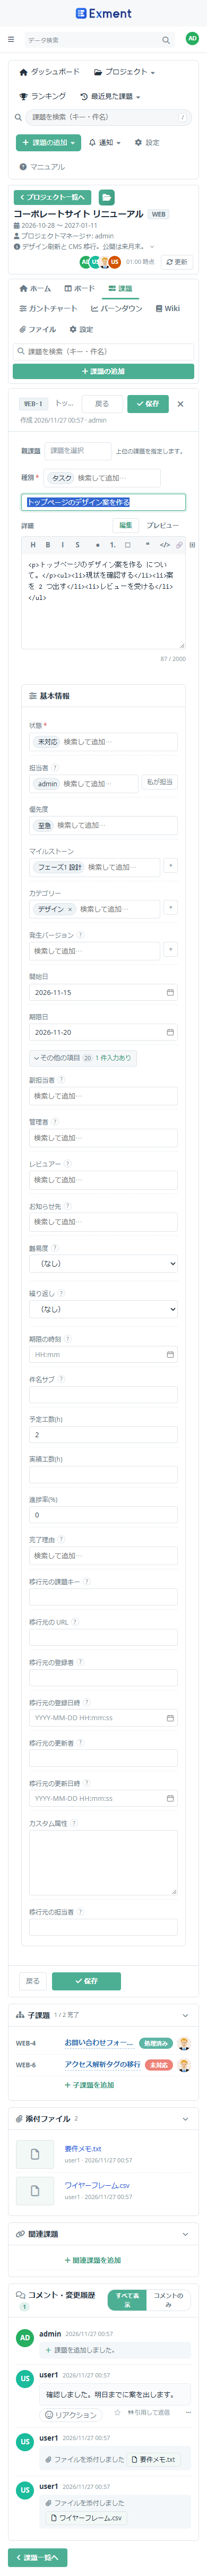 Exment
データ検索
AD
ダッシュボード
プロジェクト
ランキング
最近見た課題
課題を検索（キー・件名）
/
+ 課題の追加
通知
設定
マニュアル
プロジェクト一覧へ
コーポレートサイト リニューアル WEB
2026-10-28 〜 2027-01-11
プロジェクトマネージャ: admin
デザイン刷新と CMS 移行。公開は来年末。
AD
US
US
01:00 時点
更新
ホーム
ボード
課題
ガントチャート
バーンダウン
Wiki
ファイル
設定
課題を検索（キー・件名）
+ 課題の追加
WEB-1
トッ…
戻る
保存
作成 2026/11/27 00:57 · admin
親課題
課題を選択
上位の課題を指定します。
種別 *
タスク
検索して追加…
トップページのデザイン案を作る
詳細
編集
プレビュー
H B I S 1. </>
<p>トップページのデザイン案を作る につい
て。</p><ul><li>現状を確認する</li><li>案
を 2 つ出す</li><li>レビューを受ける</li>
</ul>
87 / 2000
基本情報
状態 *
未対応 検索して追加…
担当者 ?
admin 検索して追加…
私が担当
優先度
至急 検索して追加…
マイルストーン
フェーズ1 設計 検索して追加…
+
カテゴリー
デザイン × 検索して追加…
+
発生バージョン ?
検索して追加…
+
開始日
2026-11-15
期限日
2026-11-20
その他の項目 20 1 件入力あり
副担当者 ?
検索して追加…
管理者 ?
検索して追加…
レビュアー ?
検索して追加…
お知らせ先 ?
検索して追加…
難易度 ?
（なし）
繰り返し ?
（なし）
期限の時刻 ?
HH:mm
件名サブ ?
予定工数(h)
2
実績工数(h)
進捗率(%)
0
完了理由 ?
検索して追加…
移行元の課題キー ?
移行元の URL ?
移行元の登録者 ?
移行元の登録日時 ?
YYYY-MM-DD HH:mm:ss
移行元の更新者 ?
移行元の更新日時 ?
YYYY-MM-DD HH:mm:ss
カスタム属性 ?
移行元の担当者 ?
戻る
保存
子課題 1 / 2 完了
WEB-4
お問い合わせフォー…
処理済み
WEB-6
アクセス解析タグの移行
未対応
+ 子課題を追加
添付ファイル 2
要件メモ.txt
user1 · 2026/11/27 00:57
ワイヤーフレーム.csv
user1 · 2026/11/27 00:57
関連課題
+ 関連課題を追加
コメント・変更履歴
1
すべて表
示
コメントの
み
AD
admin 2026/11/27 00:57
+ 課題を追加しました。
US
user1 2026/11/27 00:57
確認しました。明日までに案を出します。
リアクション
引用して返信
US
user1 2026/11/27 00:57
ファイルを添付しました
要件メモ.txt
US
user1 2026/11/27 00:57
ファイルを添付しました
ワイヤーフレーム.csv
課題一覧へ